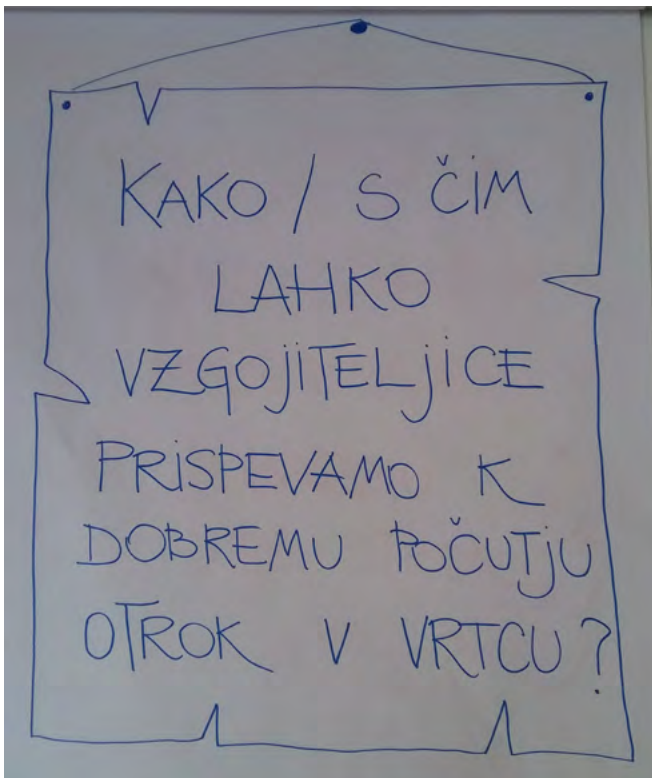 KAKO / S ČIM
LAHKO
VZGOJITELJICE
PRISPEVAMO K
DOBREMU POČUTJU
OTROK V VRTCU?